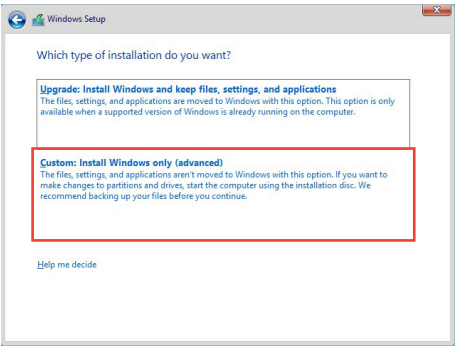 Windows Setup
Which type of installation do you want?
Upgrade: Install Windows and keep files, settings, and applications
The files, settings, and applications are moved to Windows with this option. This option is only
available when a supported version of Windows is already running on the computer.
Custom: Install Windows only (advanced)
The files, settings, and applications aren't moved to Windows with this option. If you want to
make changes to partitions and drives, start the computer using the installation disc. We
recommend backing up your files before you continue.
Help me decide